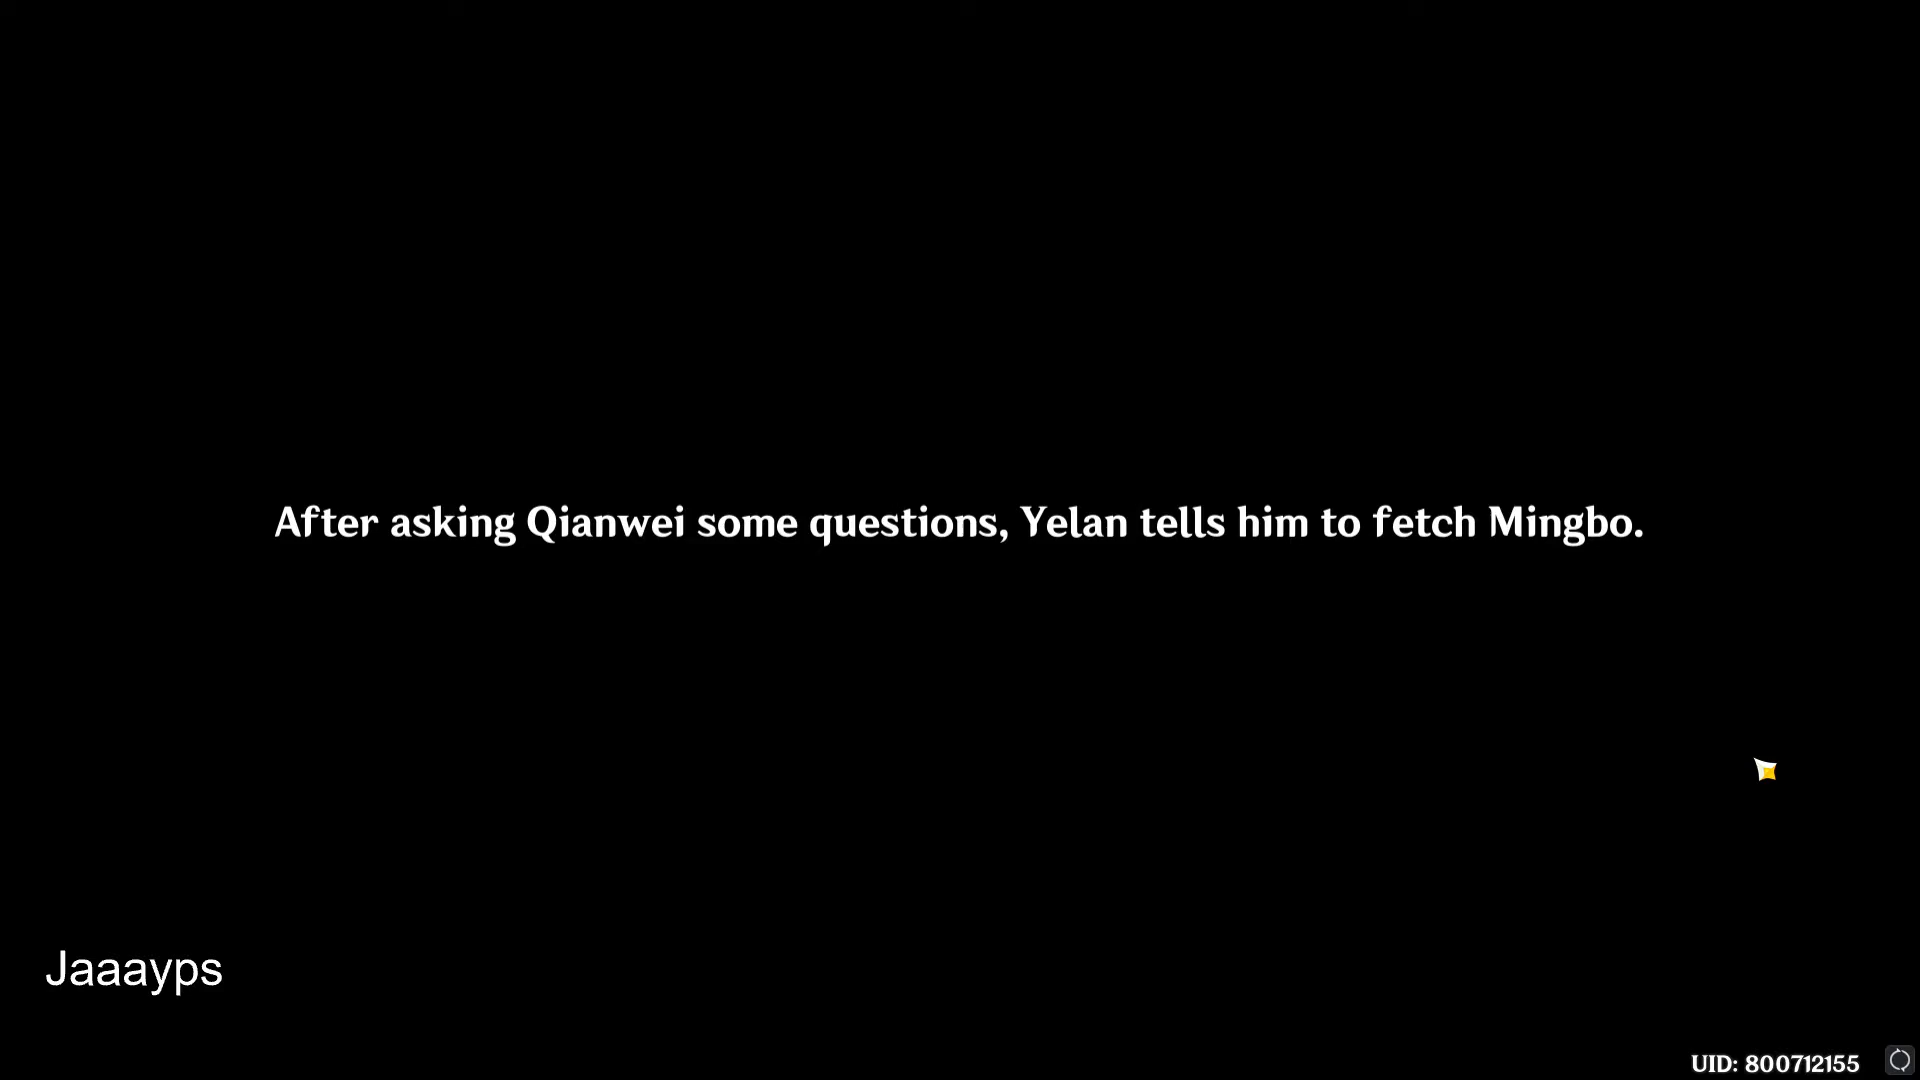 After asking Qianwei some questions, Yelan tells him to fetch Mingbo.
Jaaayps
UID: 800712155